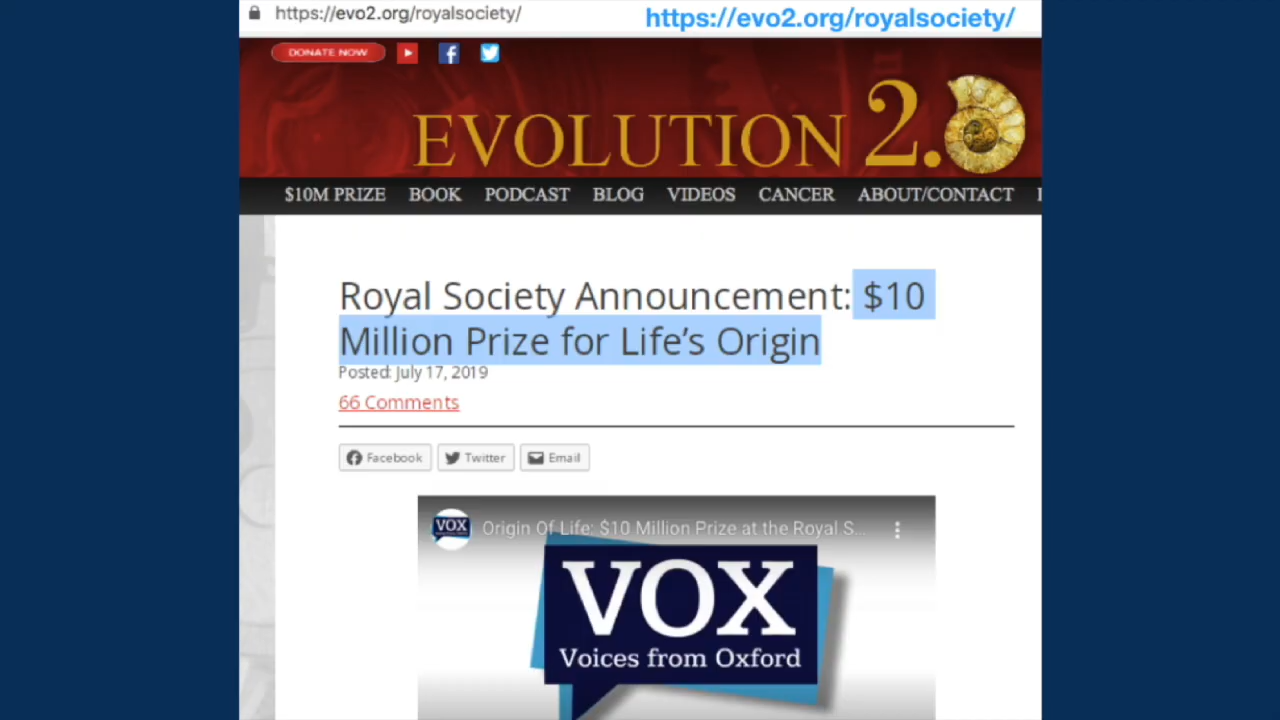 https://evo2.org/royalsociety/
https://evo2.org/royalsociety/
DONATE NOW
EVOLUTION 2.
$10M PRIZE BOOK PODCAST BLOG VIDEOS CANCER ABOUT/CONTACT
Royal Society Announcement: $10
Million Prize for Life’s Origin
Posted: July 17, 2019
66 Comments
Facebook Twitter Email
VOX Origin Of Life: $10 Million Prize at the Royal S...
VOX
Voices from Oxford